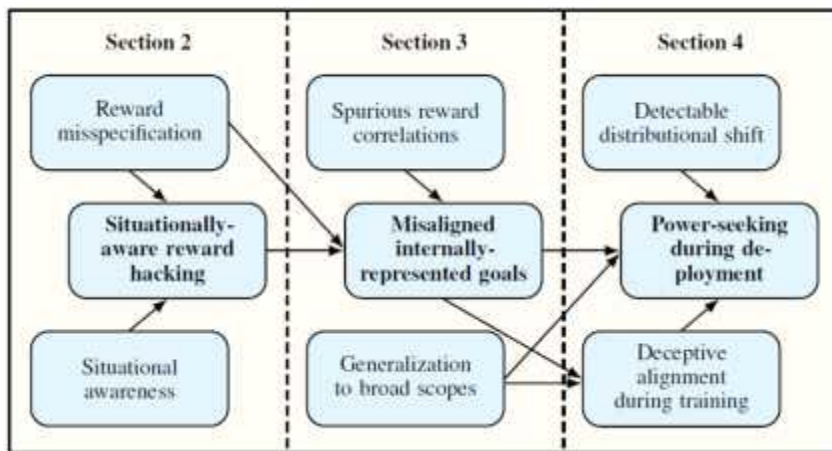 Section 2
Reward
misspecification
Situationally-
aware reward
hacking
Situational
awareness
Section 3
Spurious reward
correlations
Misaligned
internally-
represented goals
Generalization
to broad scopes
Section 4
Detectable
distributional shift
Power-seeking
during de-
ployment
Deceptive
alignment
during training